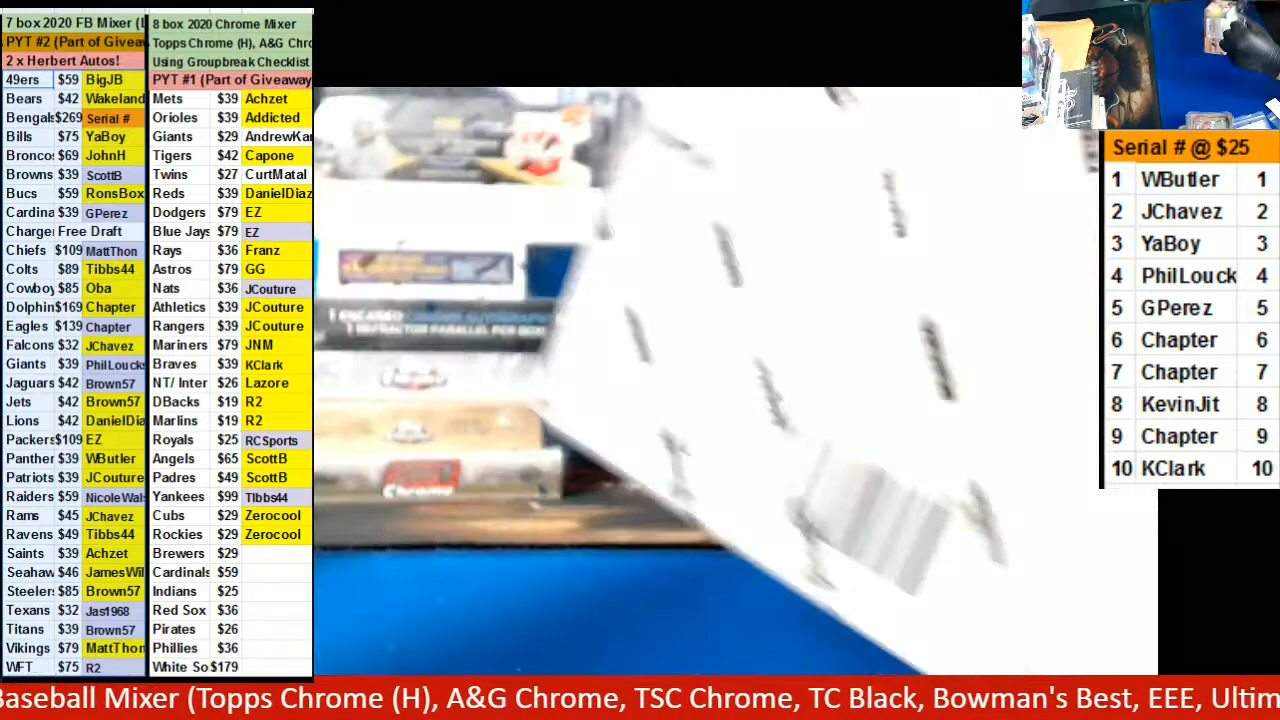 7 box 2020 FB Mixer (L
PYT #2 (Part of Giveaw
2 x Herbert Autos!
49ers $59 BigJB
Bears $42 Wakeland
Bengals $269 Serial #
Bills $75 YaBoy
Broncos $69 JohnH
Browns $39 ScottB
Bucs $59 RonsBox
Cardina $39 GPerez
Charger Free Draft
Chiefs $109 MattThon
Colts $89 Tibbs44
Cowboy $85 Oba
Dolphin $169 Chapter
Eagles $139 Chapter
Falcons $32 JChavez
Giants $39 PhilLoucks
Jaguars $42 Brown57
Jets $42 Brown57
Lions $42 DanielDia
Packers $109 EZ
Panther $39 WButler
Patriots $39 JCouture
Raiders $59 NicoleWals
Rams $45 JChavez
Ravens $49 Tibbs44
Saints $39 Achzet
Seahaw $46 JamesWil
Steelers $85 Brown57
Texans $32 Jas1968
Titans $39 Brown57
Vikings $79 MattThon
WFT $75 R2
8 box 2020 Chrome Mixer
Topps Chrome (H), A&G Chro
Using Groupbreak Checklist
PYT #1 (Part of Giveaway
Mets $39 Achzet
Orioles $39 Addicted
Giants $29 AndrewKar
Tigers $42 Capone
Twins $27 CurtMatal
Reds $39 DanielDiaz
Dodgers $79 EZ
Blue Jays $79 EZ
Rays $36 Franz
Astros $79 GG
Nats $36 JCouture
Athletics $39 JCouture
Rangers $39 JCouture
Mariners $79 JNM
Braves $39 KClark
NT/ Inter $26 Lazore
DBacks $19 R2
Marlins $19 R2
Royals $25 RCSports
Angels $65 ScottB
Padres $49 ScottB
Yankees $99 TIbbs44
Cubs $29 Zerocool
Rockies $29 Zerocool
Brewers $29
Cardinals $59
Indians $25
Red Sox $36
Pirates $26
Phillies $36
White So $179
Chrome
Serial # @ $25
1 WButler 1
2 JChavez 2
3 YaBoy 3
4 PhilLouck 4
5 GPerez 5
6 Chapter 6
7 Chapter 7
8 KevinJit 8
9 Chapter 9
10 KClark 10
Baseball Mixer (Topps Chrome (H), A&G Chrome, TSC Chrome, TC Black, Bowman's Best, EEE, Ultim